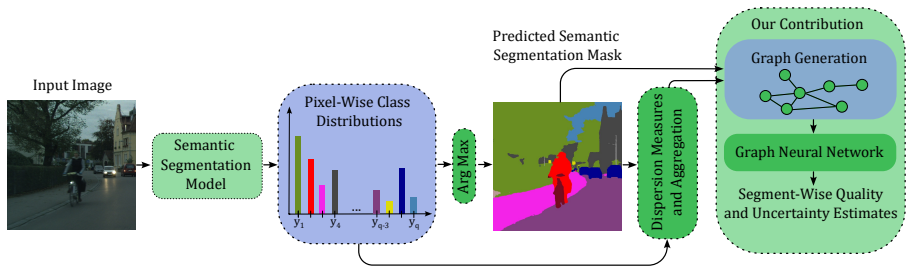 Input Image
Semantic
Segmentation
Model
Pixel-Wise Class
Distributions
y1
y4
...
yq-3
yq
Arg Max
Predicted Semantic
Segmentation Mask
Dispersion Measures
and Aggregation
Our Contribution
Graph Generation
Graph Neural Network
Segment-Wise Quality
and Uncertainty Estimates